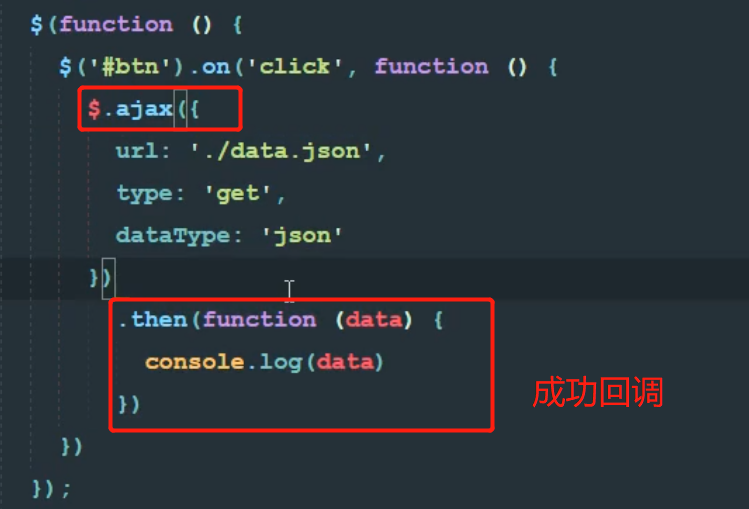 $(function () {
$('#btn').on('click', function () {
$.ajax({
url: './data.json',
type: 'get',
dataType: 'json'
})
.then(function (data) {
console.log(data)
})
成功回调
})
});